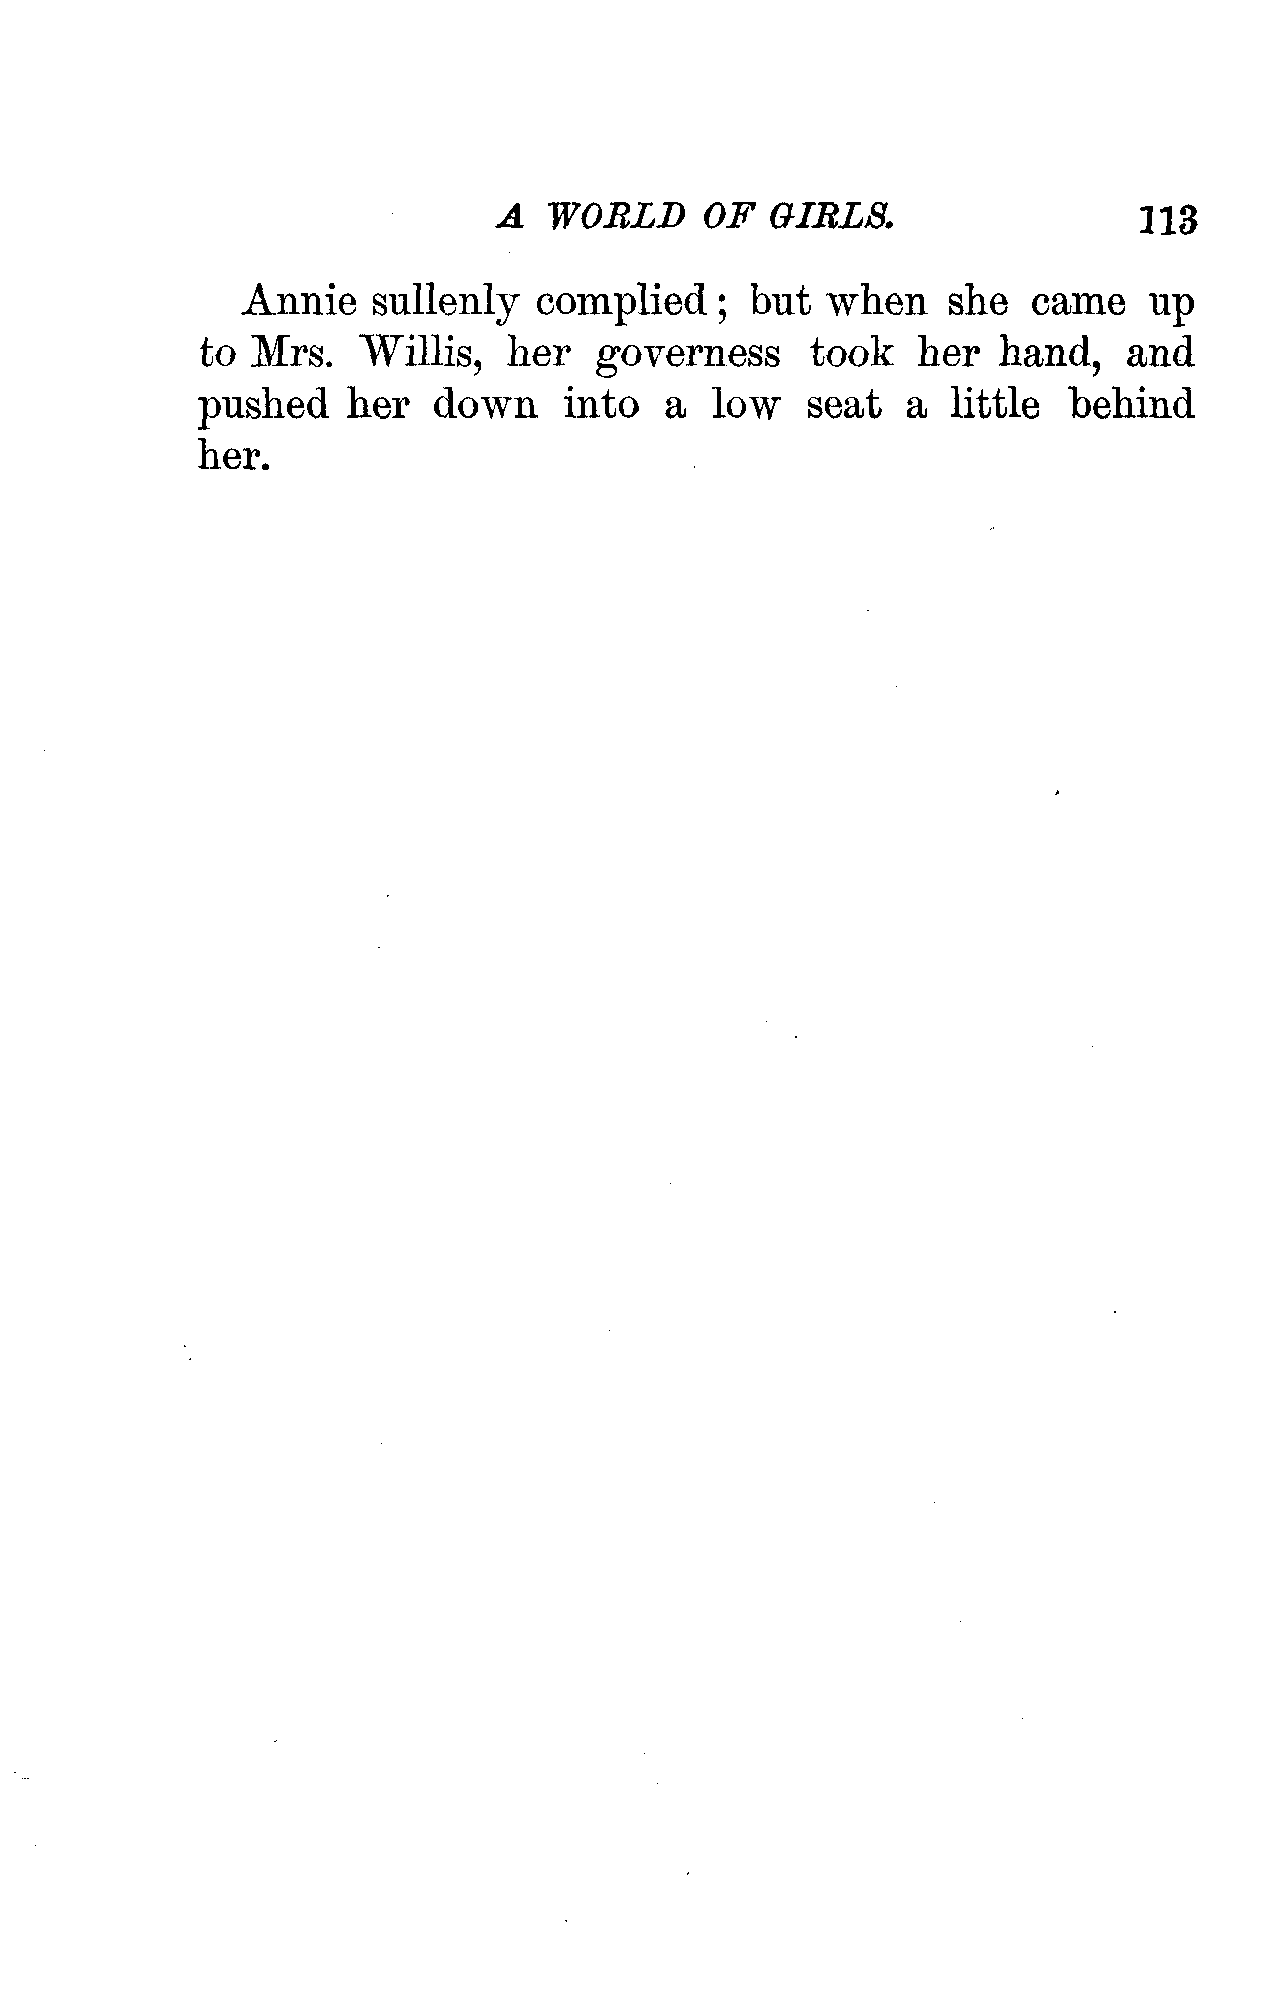 A WORLD OF GIRLS. 113
Annie sullenly complied; but when she came up
to Mrs. Willis, her governess took her hand, and
pushed her down into a low seat a little behind
her.